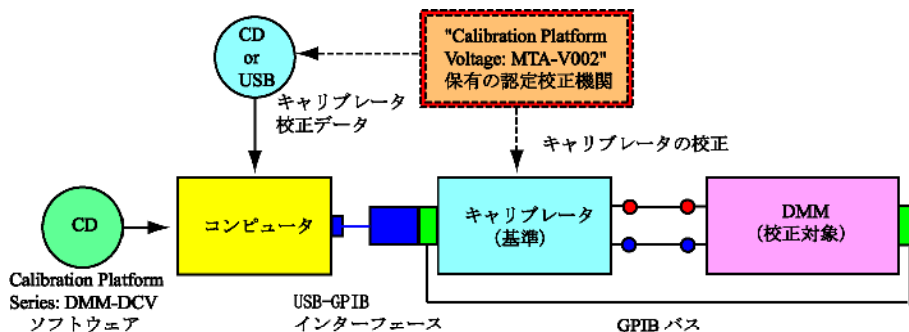 CD
or
USB
"Calibration Platform
Voltage: MTA-V002"
保有の認定校正機関
キャリブレータ
校正データ
キャリブレータの校正
CD
コンピュータ
キャリブレータ
(基準)
DMM
(校正対象)
Calibration Platform
Series: DMM-DCV
ソフトウェア
USB-GPIB
インターフェース
GPIB バス